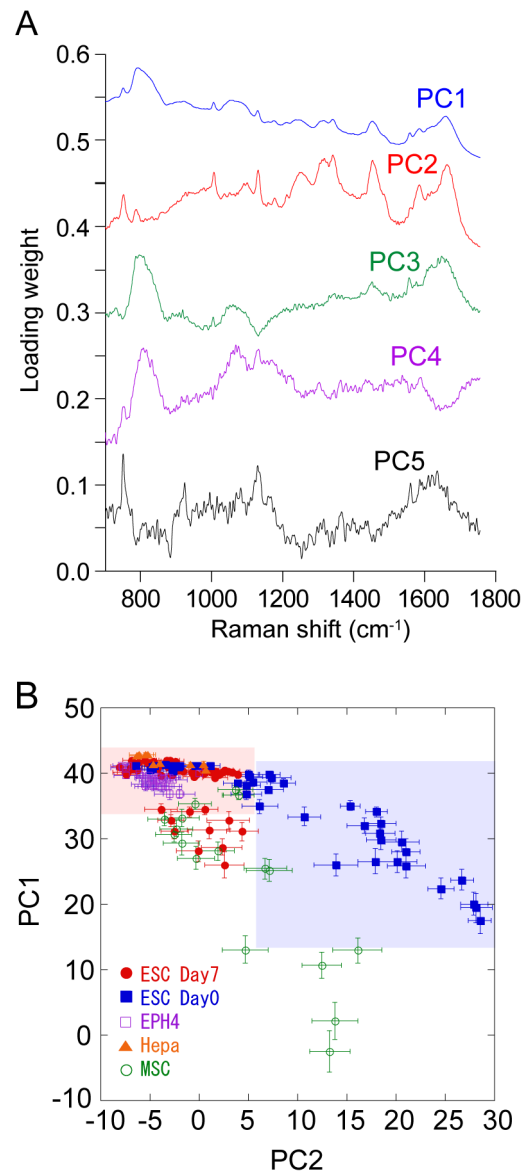 A
0.6
0.5
0.4
0.3
0.2
0.1
0.0
Loading weight
PC1
PC2
PC3
PC4
PC5
800 1000 1200 1400 1600 1800
Raman shift (cm-1)
B
50
40
30
20
10
0
-10
PC1
ESC Day7
ESC Day0
EPH4
Hepa
MSC
-10 -5 0 5 10 15 20 25 30
PC2